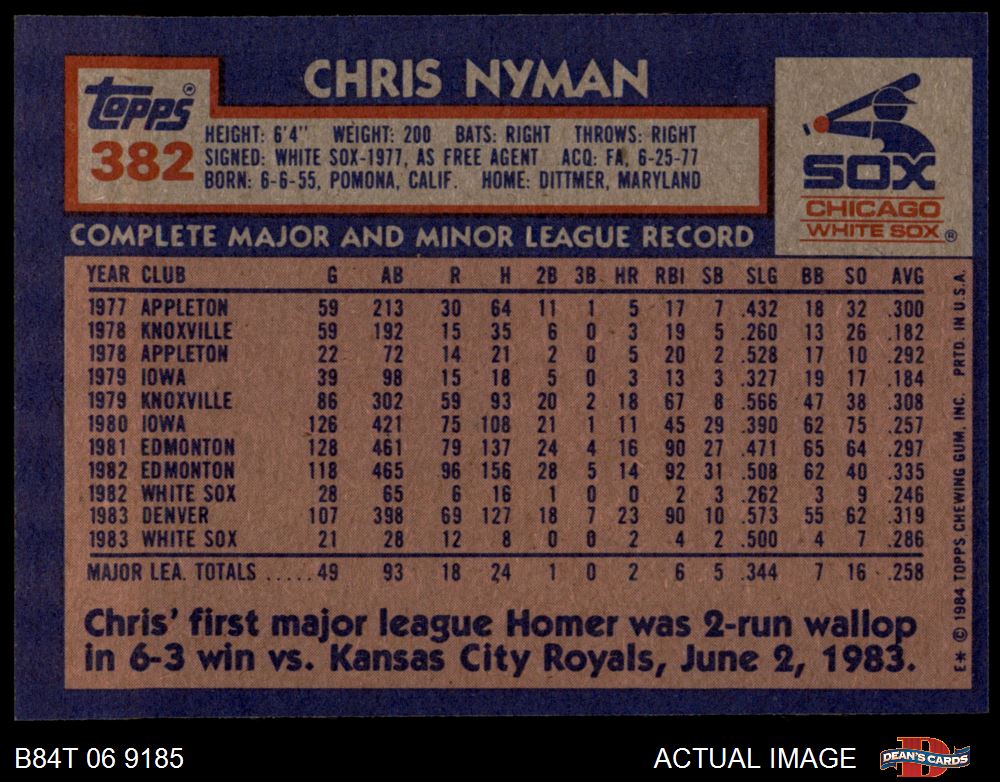 CHRIS NYMAN
Topps®
382
HEIGHT: 6'4" WEIGHT: 200 BATS: RIGHT THROWS: RIGHT
SIGNED: WHITE SOX-1977, AS FREE AGENT ACQ: FA, 6-25-77
BORN: 6-6-55, POMONA, CALIF. HOME: DITTMER, MARYLAND
SOX
CHICAGO
WHITE SOX®
COMPLETE MAJOR AND MINOR LEAGUE RECORD
YEAR CLUB G AB R H 2B 3B HR RBI SB SLG BB SO AVG
1977 APPLETON 59 213 30 64 11 1 5 17 7 .432 18 32 .300
1978 KNOXVILLE 59 192 15 35 6 0 3 19 5 .260 13 26 .182
1978 APPLETON 22 72 14 21 2 0 5 20 2 .528 17 10 .292
1979 IOWA 39 98 15 18 5 0 3 13 3 .327 19 17 .184
1979 KNOXVILLE 86 302 59 93 20 2 18 67 8 .566 47 38 .308
1980 IOWA 126 421 75 108 21 1 11 45 29 .390 62 75 .257
1981 EDMONTON 128 461 79 137 24 4 16 90 27 .471 65 64 .297
1982 EDMONTON 118 465 96 156 28 5 14 92 31 .508 62 40 .335
1982 WHITE SOX 28 65 6 16 1 0 0 2 3 .262 3 9 .246
1983 DENVER 107 398 69 127 18 7 23 90 10 .573 55 62 .319
1983 WHITE SOX 21 28 12 8 0 0 2 4 2 .500 4 7 .286
MAJOR LEA. TOTALS .....49 93 18 24 1 0 2 6 5 .344 7 16 .258
Chris' first major league Homer was 2-run wallop
in 6-3 win vs. Kansas City Royals, June 2, 1983.
E* © 1984 TOPPS CHEWING GUM, INC. PRTD. IN U.S.A.
B84T 06 9185
ACTUAL IMAGE
DEAN'S CARDS